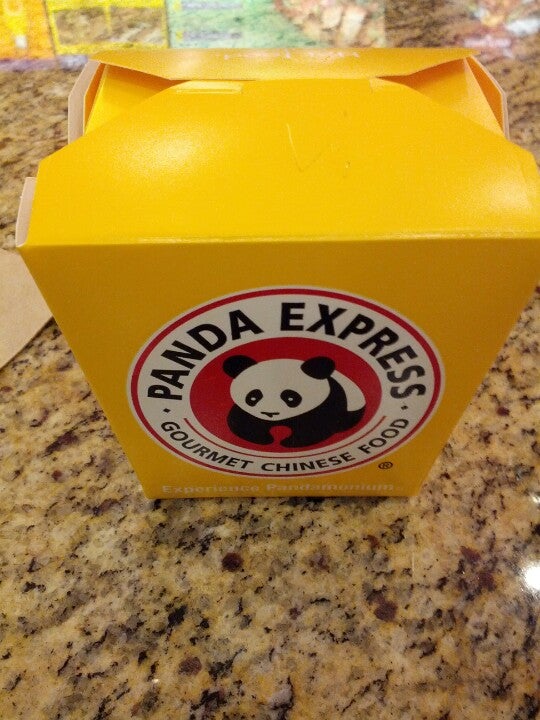 PANDA EXPRESS
GOURMET CHINESE FOOD
®
Experience Pandamonium